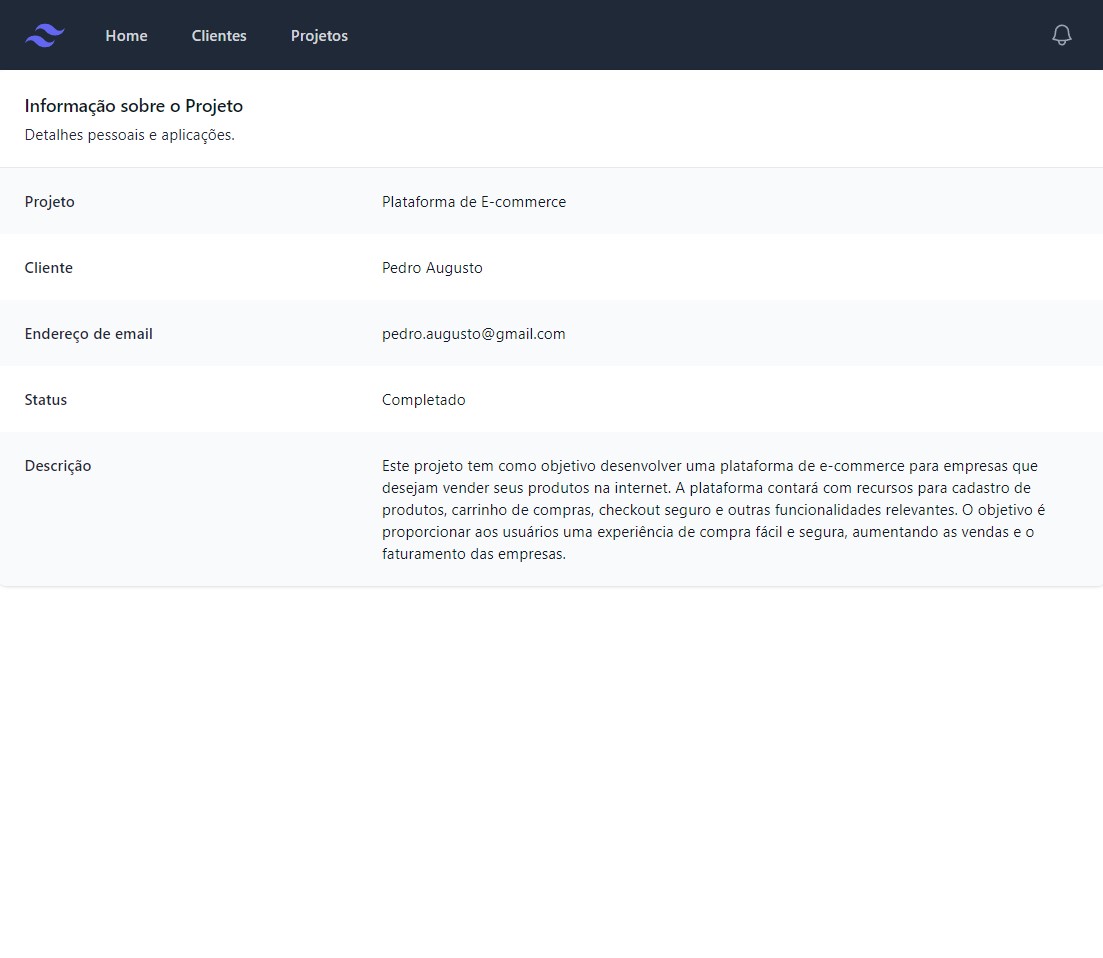 Home Clientes Projetos
Informação sobre o Projeto
Detalhes pessoais e aplicações.
Projeto Plataforma de E-commerce
Cliente Pedro Augusto
Endereço de email pedro.augusto@gmail.com
Status Completado
Descrição Este projeto tem como objetivo desenvolver uma plataforma de e-commerce para empresas que
desejam vender seus produtos na internet. A plataforma contará com recursos para cadastro de
produtos, carrinho de compras, checkout seguro e outras funcionalidades relevantes. O objetivo é
proporcionar aos usuários uma experiência de compra fácil e segura, aumentando as vendas e o
faturamento das empresas.